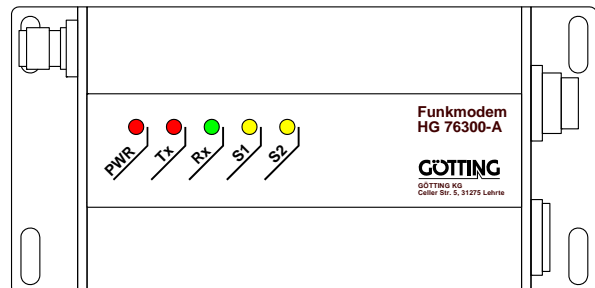 Funkmodem
HG 76300-A
PWR
Tx
Rx
S1
S2
GÖTTING
GÖTTING KG
Celler Str. 5, 31275 Lehrte